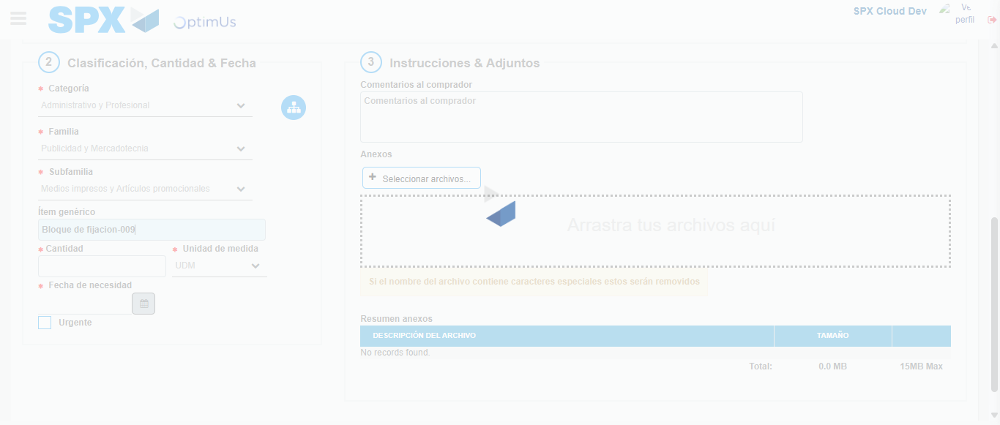 SPX
OptimUs
SPX Cloud Dev
Ve
perfil
2 Clasificación, Cantidad & Fecha
* Categoría
Administrativo y Profesional
* Familia
Publicidad y Mercadotecnia
* Subfamilia
Medios impresos y Artículos promocionales
Ítem genérico
Bloque de fijacion-009
* Cantidad
* Unidad de medida
UDM
* Fecha de necesidad
Urgente
3 Instrucciones & Adjuntos
Comentarios al comprador
Comentarios al comprador
Anexos
+ Seleccionar archivos...
Arrastra tus archivos aquí
Si el nombre del archivo contiene caracteres especiales estos serán removidos
Resumen anexos
DESCRIPCIÓN DEL ARCHIVO TAMAÑO
No records found.
Total: 0.0 MB 15MB Max